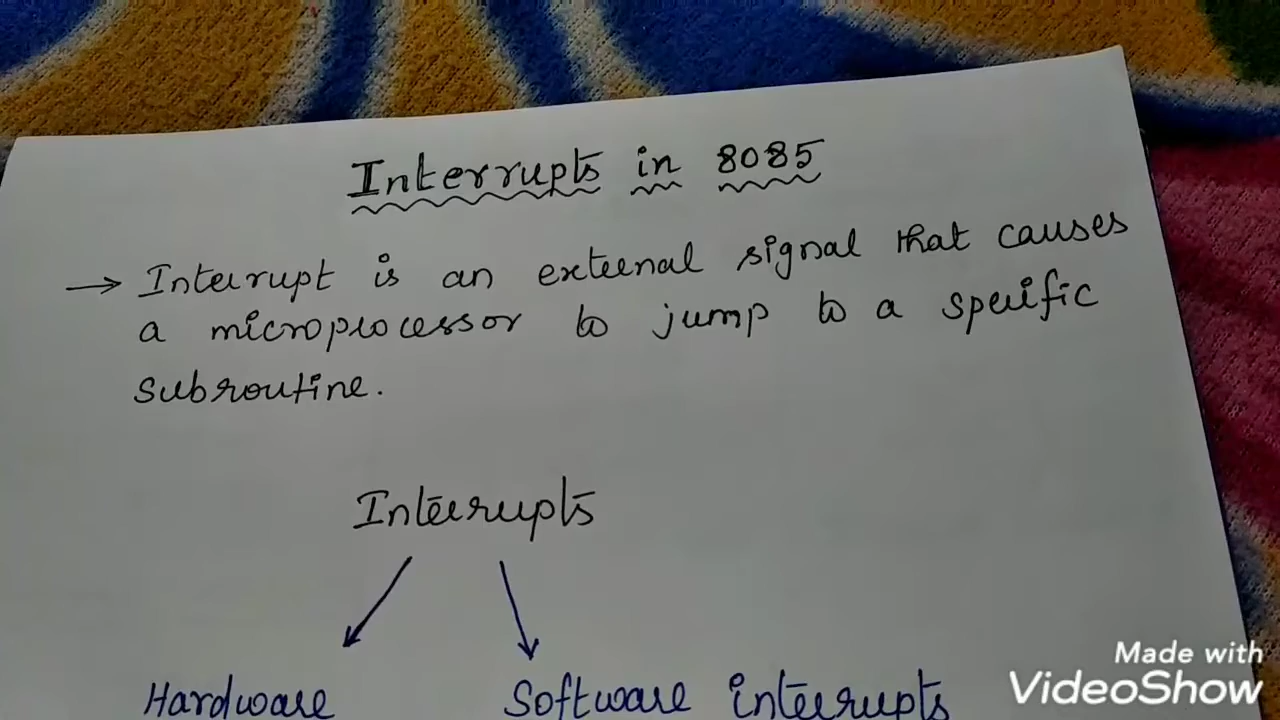 Interrupts in 8085
→ Interrupt is an external signal that causes
a microprocessor to jump to a specific
subroutine.
Interrupts
Hardware Software interrupts
Made with
VideoShow